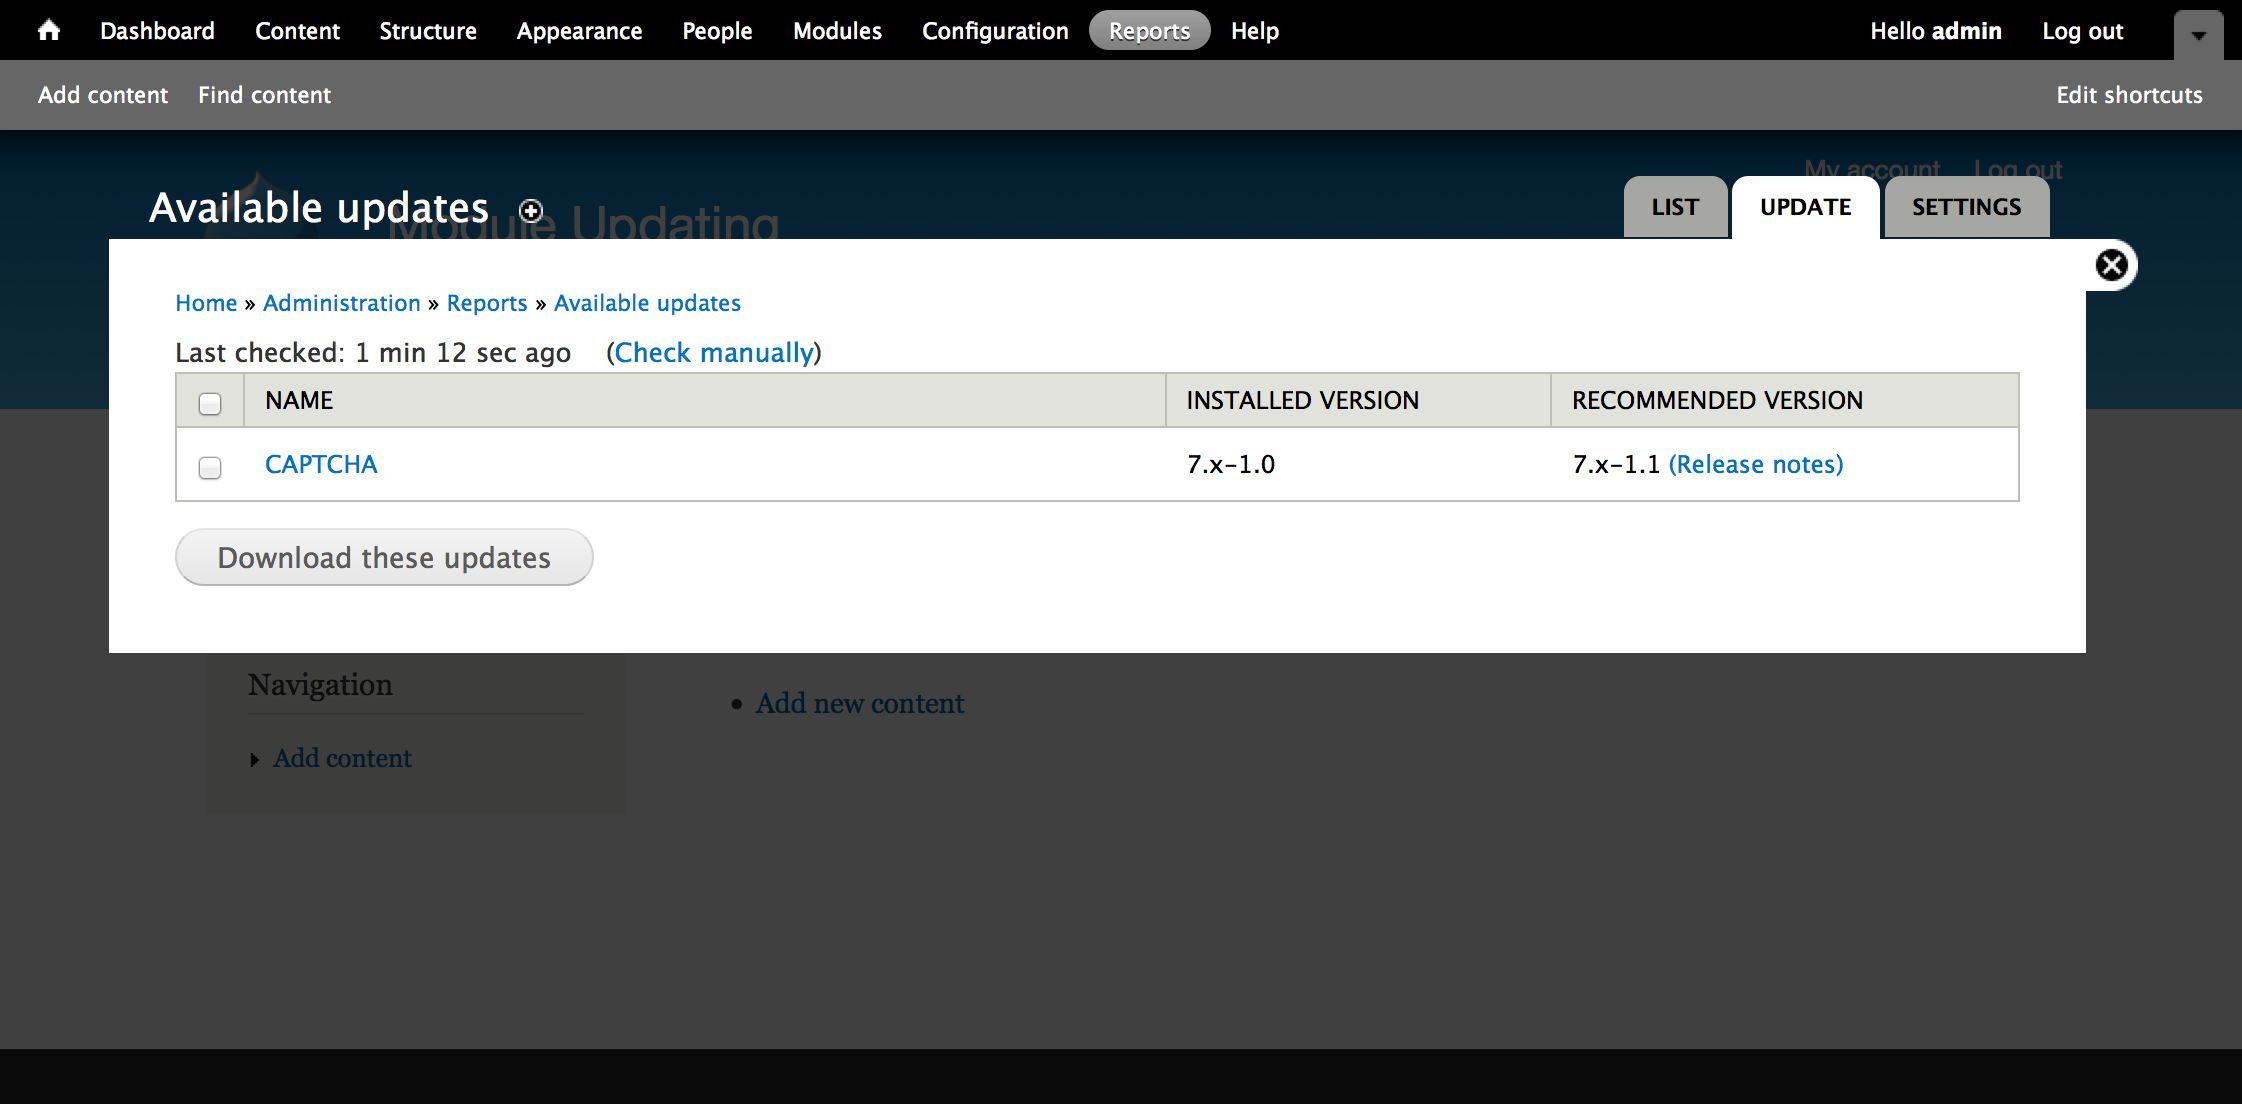 Dashboard Content Structure Appearance People Modules Configuration Reports Help Hello admin Log out
Add content Find content Edit shortcuts
My account Log out
Available updates
Module Updating
LIST UPDATE SETTINGS
Home » Administration » Reports » Available updates
Last checked: 1 min 12 sec ago (Check manually)
NAME INSTALLED VERSION RECOMMENDED VERSION
CAPTCHA 7.x-1.0 7.x-1.1 (Release notes)
Download these updates
Navigation
Add new content
Add content